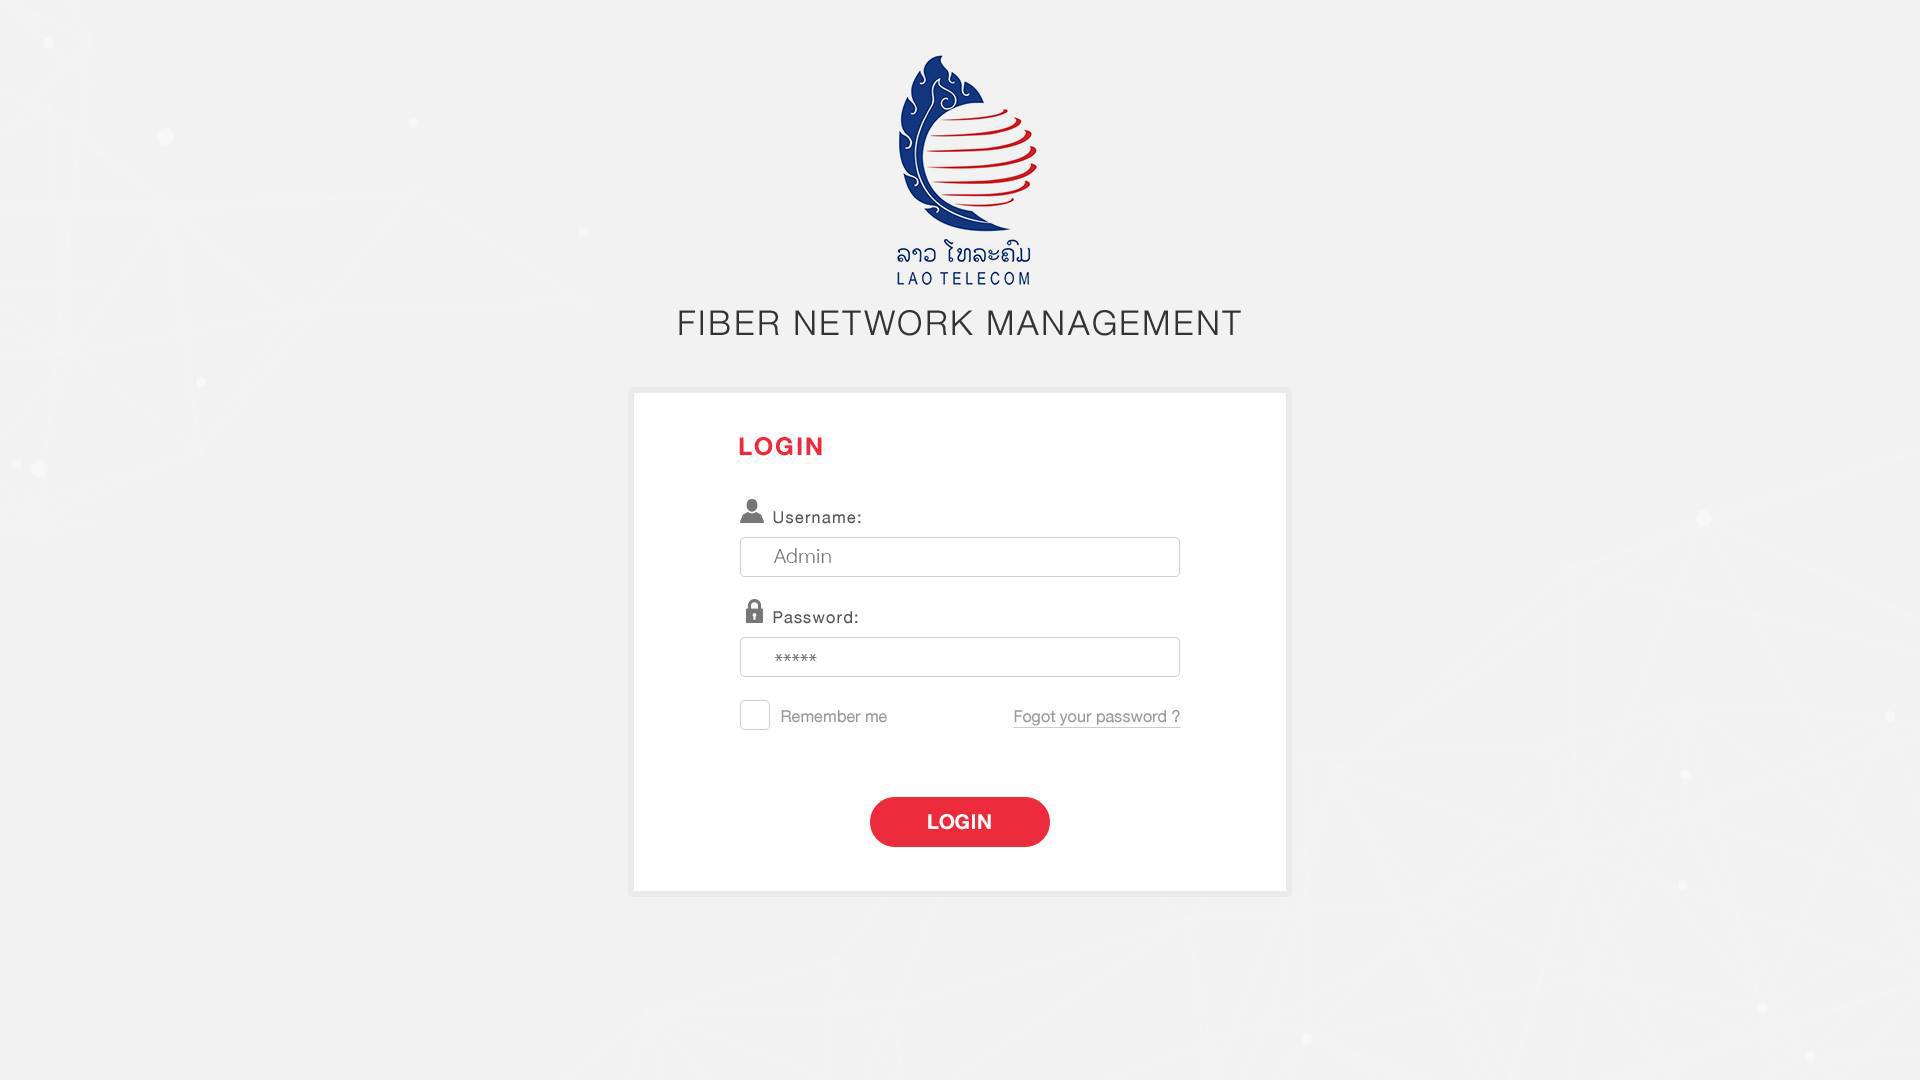 ລາວ ໂທລະຄົມ
LAO TELECOM
FIBER NETWORK MANAGEMENT
LOGIN
Username:
Admin
Password:
*****
Remember me
Fogot your password ?
LOGIN